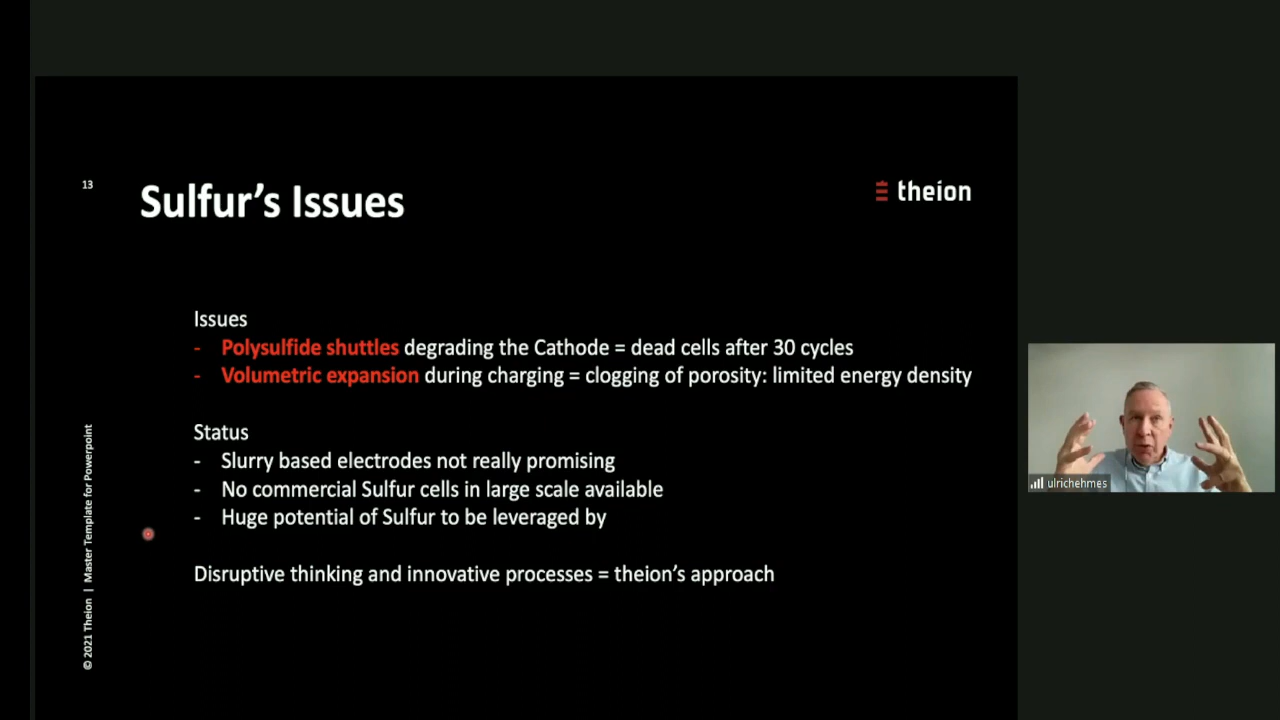 13
Sulfur's Issues
theion
Issues
- Polysulfide shuttles degrading the Cathode = dead cells after 30 cycles
- Volumetric expansion during charging = clogging of porosity: limited energy density
Status
- Slurry based electrodes not really promising
- No commercial Sulfur cells in large scale available
- Huge potential of Sulfur to be leveraged by
Disruptive thinking and innovative processes = theion's approach
© 2021 Theion | Master Template for Powerpoint
ulrichehmes